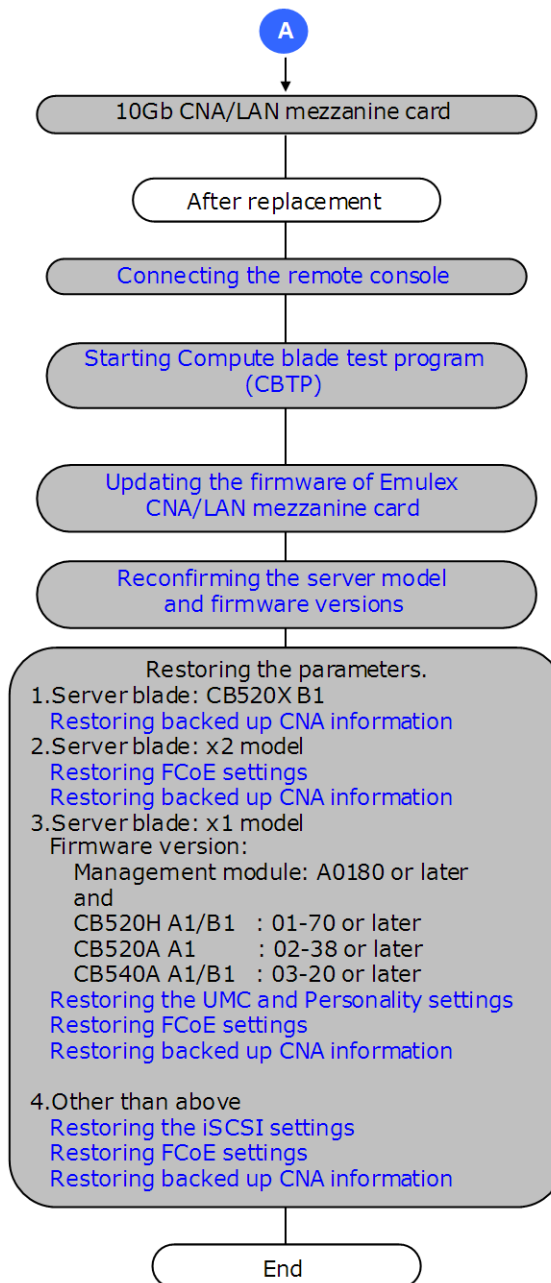 A
10Gb CNA/LAN mezzanine card
After replacement
Connecting the remote console
Starting Compute blade test program
(CBTP)
Updating the firmware of Emulex
CNA/LAN mezzanine card
Reconfirming the server model
and firmware versions
Restoring the parameters.
1.Server blade: CB520X B1
Restoring backed up CNA information
2.Server blade: x2 model
Restoring FCoE settings
Restoring backed up CNA information
3.Server blade: x1 model
Firmware version:
Management module: A0180 or later
and
CB520H A1/B1 : 01-70 or later
CB520A A1 : 02-38 or later
CB540A A1/B1 : 03-20 or later
Restoring the UMC and Personality settings
Restoring FCoE settings
Restoring backed up CNA information
4.Other than above
Restoring the iSCSI settings
Restoring FCoE settings
Restoring backed up CNA information
End